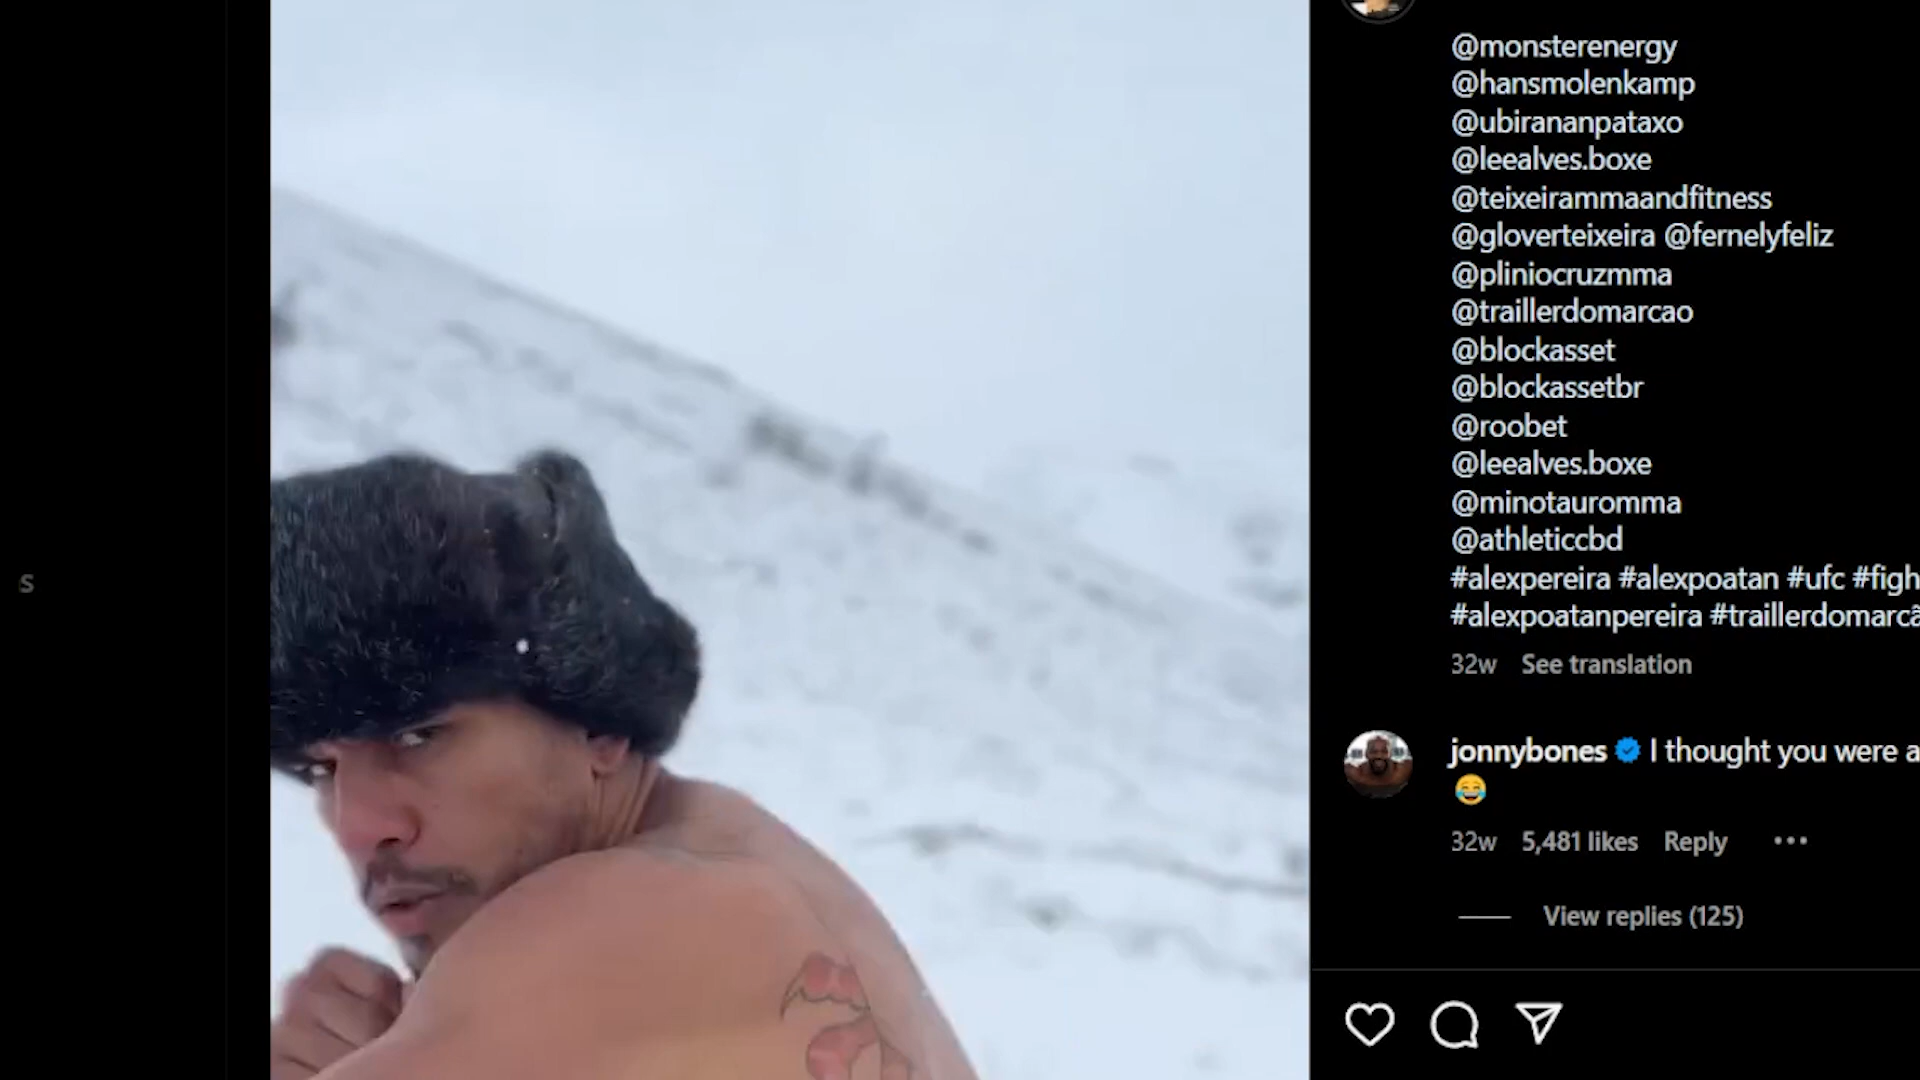 @monsterenergy
@hansmolenkamp
@ubirananpataxo
@leealves.boxe
@teixeirammaandfitness
@gloverteixeira @fernelyfeliz
@pliniocruzmma
@traillerdomarcao
@blockasset
@blockassetbr
@roobet
@leealves.boxe
@minotauromma
@athleticcbd
#alexpereira #alexpoatan #ufc #figh
#alexpoatanpereira #traillerdomarcã
32w See translation
jonnybones I thought you were a
😂
32w 5,481 likes Reply
View replies (125)
s